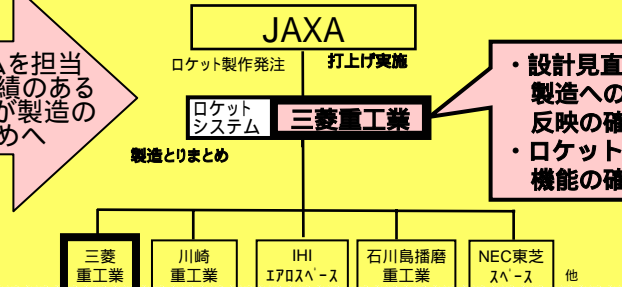 JAXA
ロケット製作発注
打上げ実施
を担当
績のある
が製造の
めへ
ロケット
システム
三菱重工業
製造とりまとめ
・設計見直
製造への
反映の確
・ロケット
機能の確
三菱
重工業
川崎
重工業
IHI
ｴｱﾛｽﾍﾟｰｽ
石川島播磨
重工業
NEC東芝
ｽﾍﾟｰｽ
他